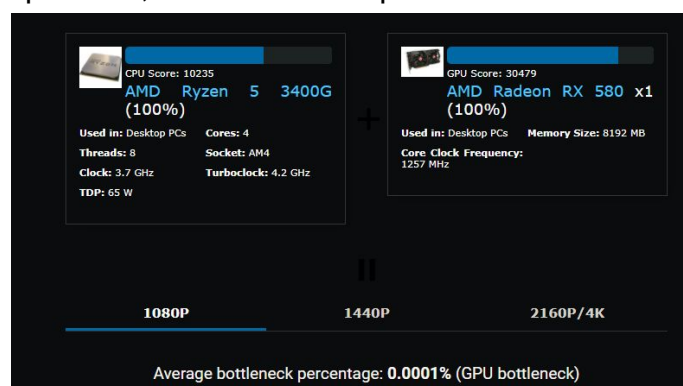 CPU Score: 10235
AMD Ryzen 5 3400G
(100%)
Used in: Desktop PCs Cores: 4
Threads: 8 Socket: AM4
Clock: 3.7 GHz Turboclock: 4.2 GHz
TDP: 65 W
+
GPU Score: 30479
AMD Radeon RX 580 x1
(100%)
Used in: Desktop PCs Memory Size: 8192 MB
Core Clock Frequency:
1257 MHz
1080P 1440P 2160P/4K
Average bottleneck percentage: 0.0001% (GPU bottleneck)